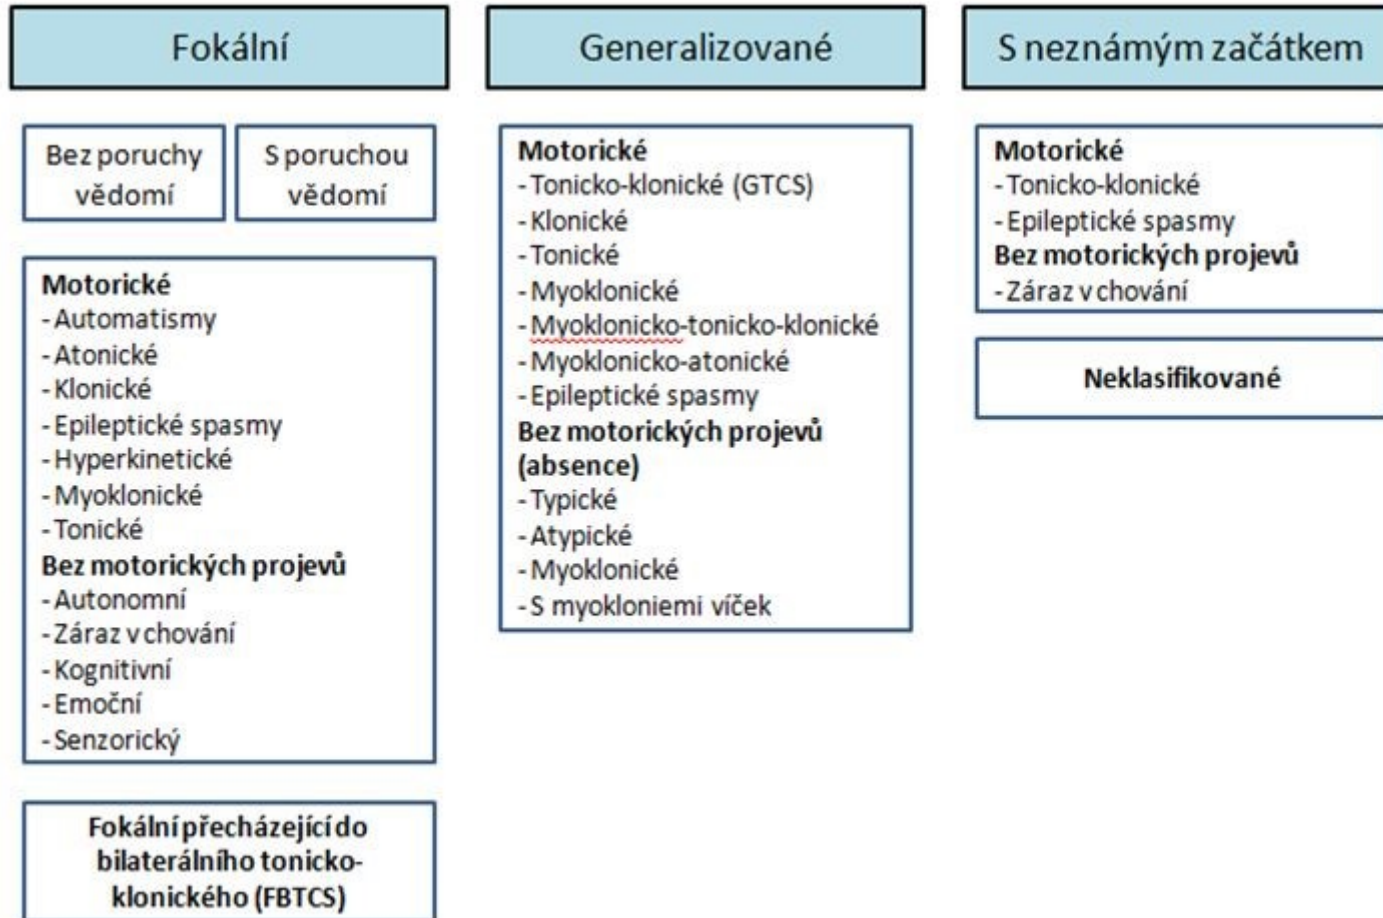 Fokální
Bez poruchy
vědomí
S poruchou
vědomí
Motorické
-Automatismy
-Atonické
-Klonické
-Epileptické spasmy
-Hyperkinetické
-Myoklonické
-Tonické
Bez motorických projevů
-Autonomní
-Záraz v chování
-Kognitivní
-Emoční
-Senzorický
Fokální přecházející do
bilaterálního tonicko-
klonického (FBTCS)
Generalizované
Motorické
-Tonicko-klonické (GTCS)
-Klonické
-Tonické
-Myoklonické
-Myoklonicko-tonicko-klonické
-Myoklonicko-atonické
-Epileptické spasmy
Bez motorických projevů
(absence)
-Typické
-Atypické
-Myoklonické
-S myokloniemi víček
S neznámým začátkem
Motorické
-Tonicko-klonické
-Epileptické spasmy
Bez motorických projevů
-Záraz v chování
Neklasifikované